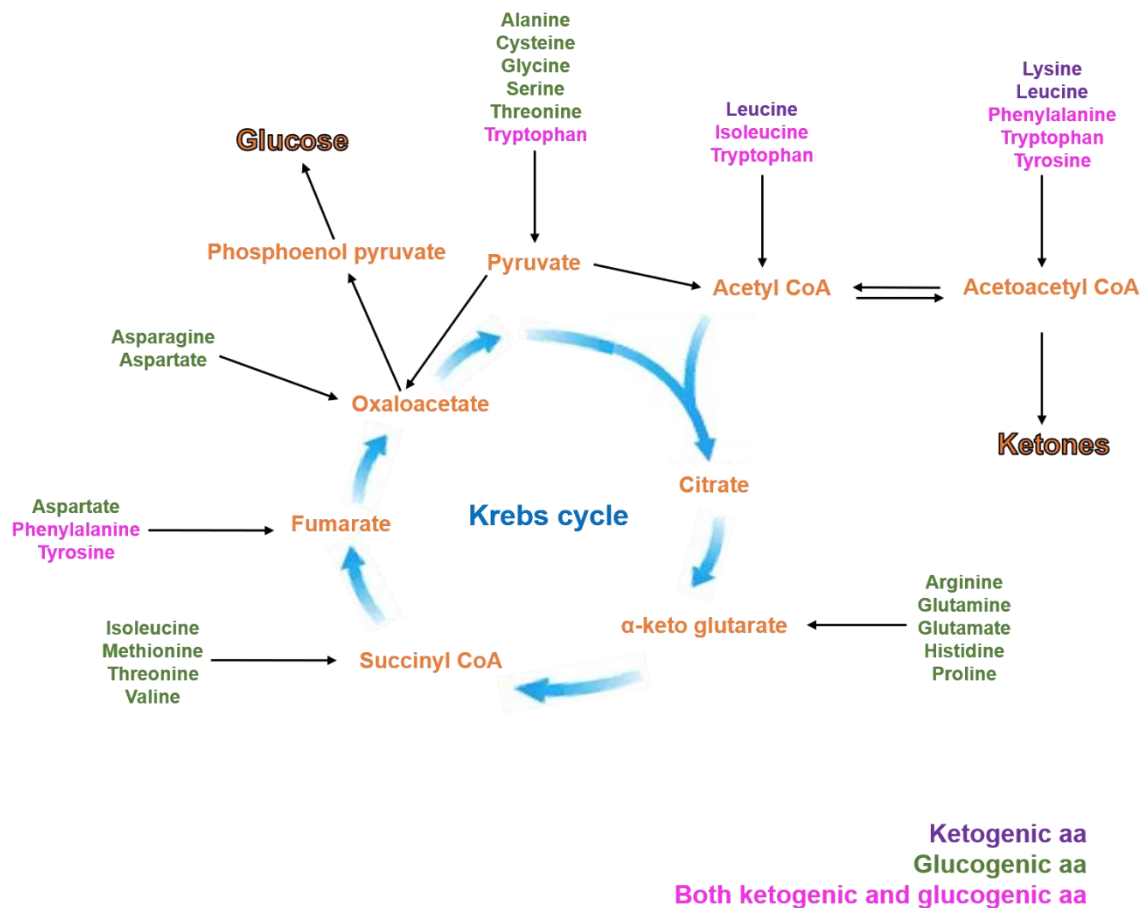 Alanine
Cysteine
Glycine
Serine
Threonine
Tryptophan
Leucine
Isoleucine
Tryptophan
Lysine
Leucine
Phenylalanine
Tryptophan
Tyrosine
Glucose
Phosphoenol pyruvate
Pyruvate
Acetyl CoA
Acetoacetyl CoA
Asparagine
Aspartate
Oxaloacetate
Ketones
Citrate
Krebs cycle
Aspartate
Phenylalanine
Tyrosine
Fumarate
Isoleucine
Methionine
Threonine
Valine
Succinyl CoA
α-keto glutarate
Arginine
Glutamine
Glutamate
Histidine
Proline
Ketogenic aa
Glucogenic aa
Both ketogenic and glucogenic aa